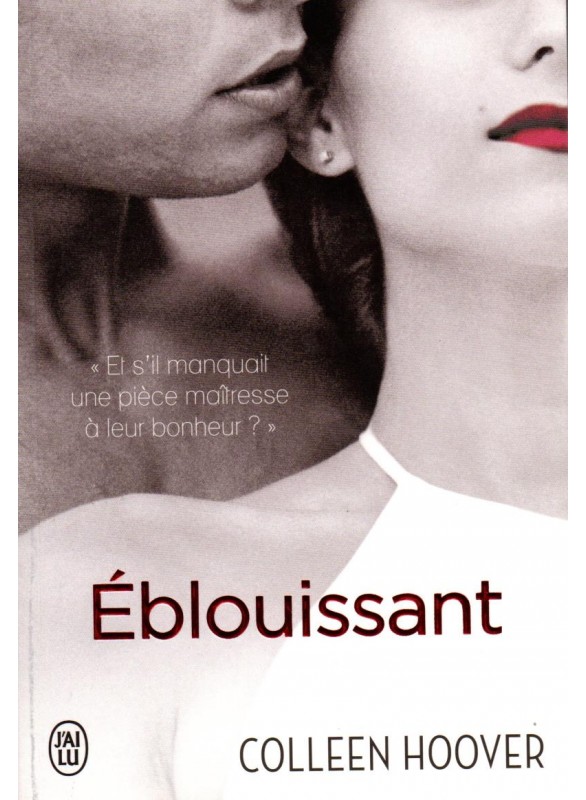 « Et s'il manquait
une pièce maîtresse
à leur bonheur ? »
Éblouissant
J'AI
LU
COLLEEN HOOVER